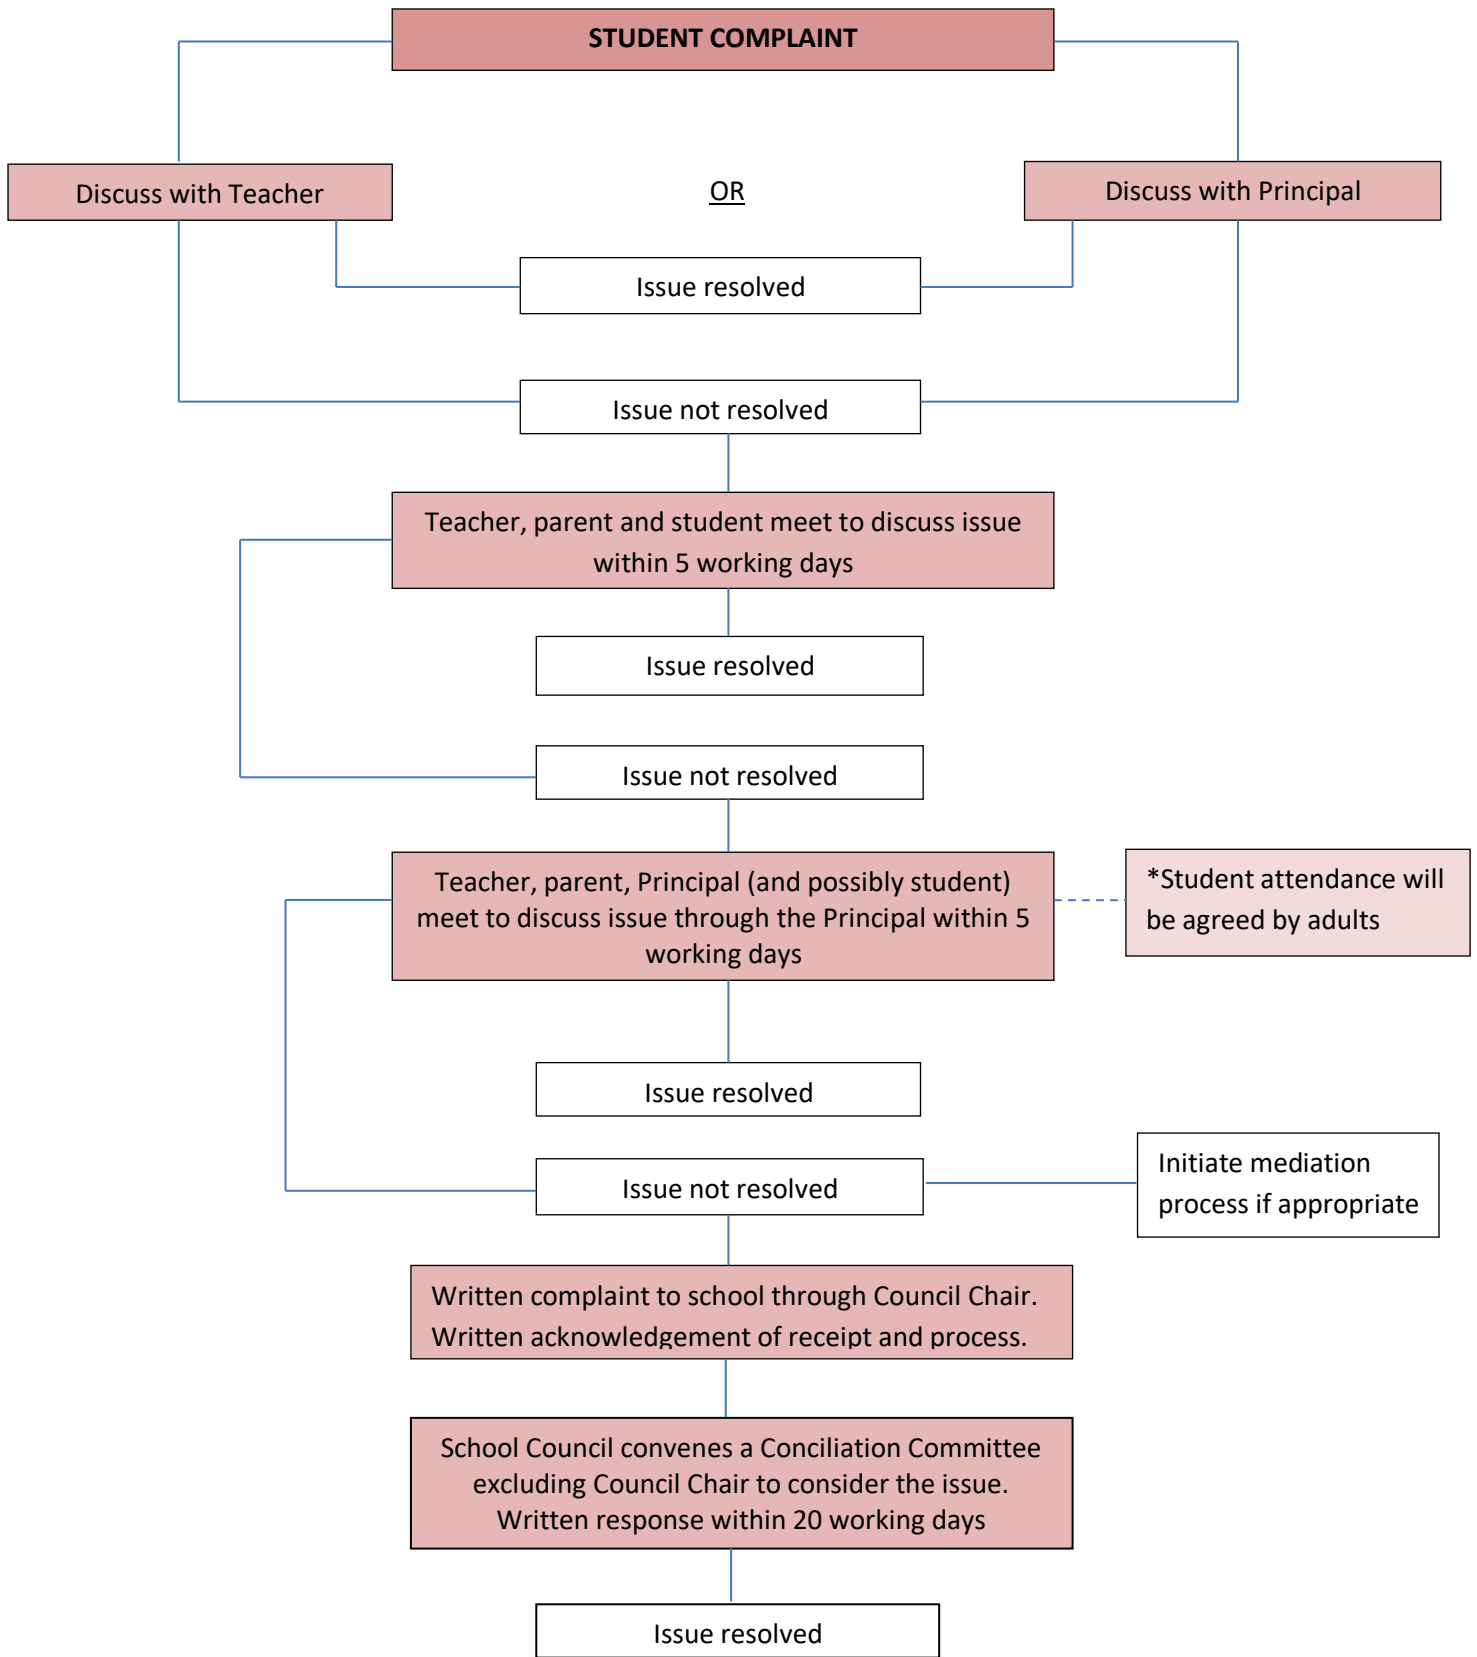 STUDENT COMPLAINT
Discuss with Teacher
OR
Discuss with Principal
Issue resolved
Issue not resolved
Teacher, parent and student meet to discuss issue
within 5 working days
Issue resolved
Issue not resolved
Teacher, parent, Principal (and possibly student)
meet to discuss issue through the Principal within 5
working days
*Student attendance will
be agreed by adults
Issue resolved
Issue not resolved
Initiate mediation
process if appropriate
Written complaint to school through Council Chair.
Written acknowledgement of receipt and process.
School Council convenes a Conciliation Committee
excluding Council Chair to consider the issue.
Written response within 20 working days
Issue resolved